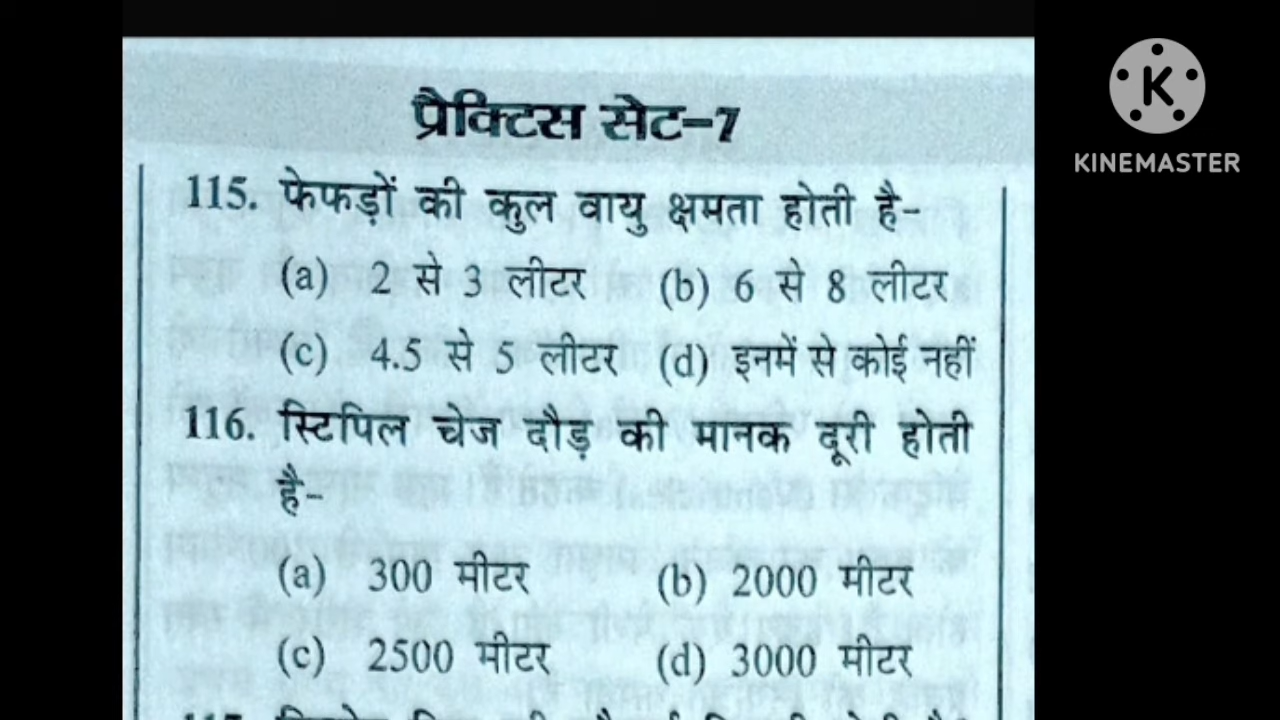 प्रैक्टिस सेट-7
KINEMASTER
115. फेफड़ों की कुल वायु क्षमता होती है-
(a) 2 से 3 लीटर (b) 6 से 8 लीटर
(c) 4.5 से 5 लीटर (d) इनमें से कोई नहीं
116. स्टिपिल चेज दौड़ की मानक दूरी होती
है-
(a) 300 मीटर (b) 2000 मीटर
(c) 2500 मीटर (d) 3000 मीटर